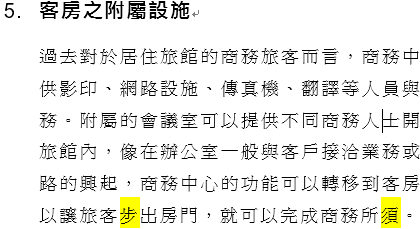 5. 客房之附屬設施
過去對於居住旅館的商務旅客而言，商務中
供影印、網路設施、傳真機、翻譯等人員與
務。附屬的會議室可以提供不同商務人士開
旅館內，像在辦公室一般與客戶接洽業務或
路的興起，商務中心的功能可以轉移到客房
以讓旅客步出房門，就可以完成商務所須。